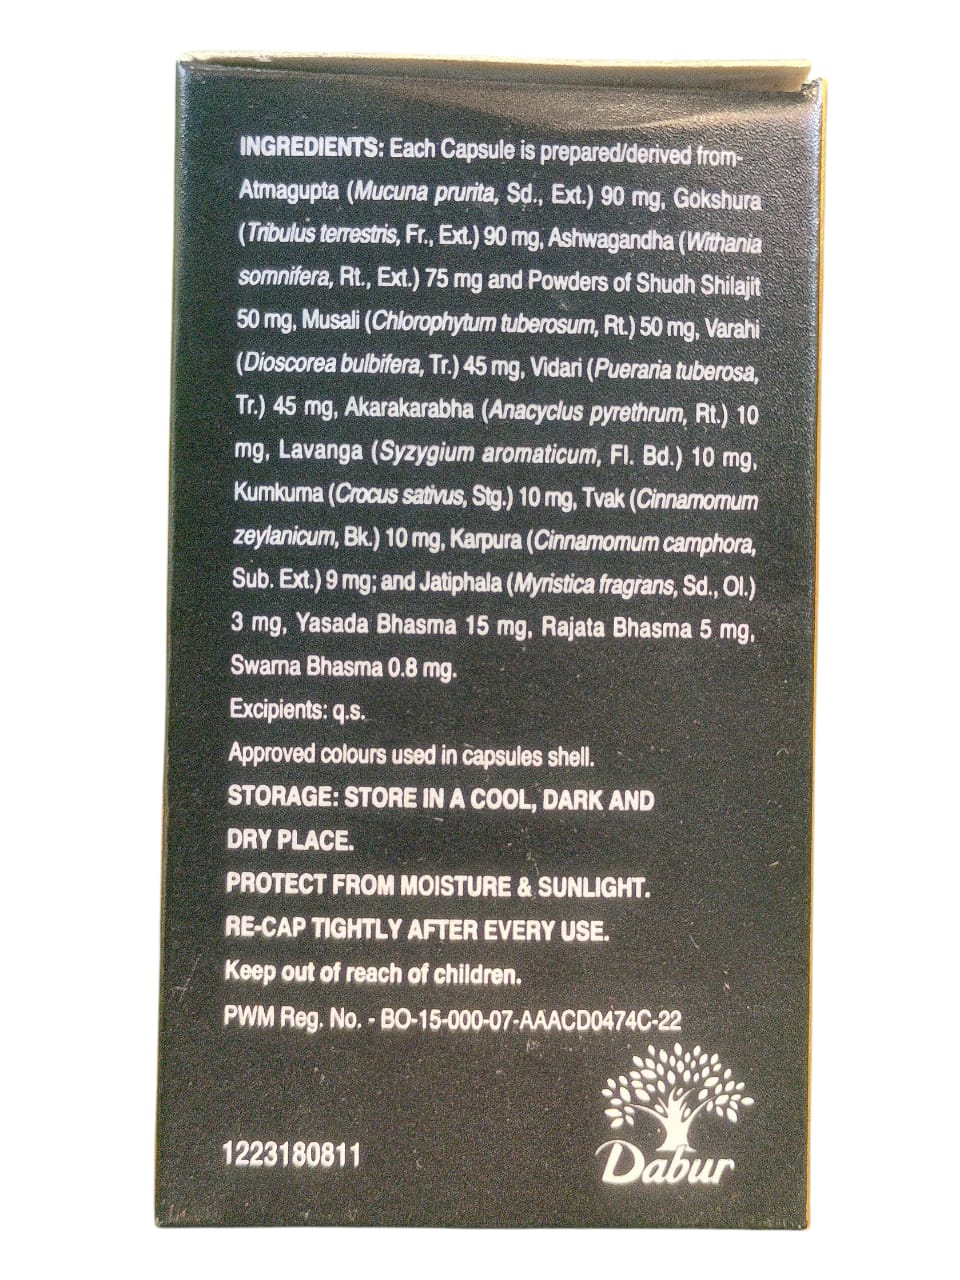 INGREDIENTS: Each Capsule is prepared/derived from-
Atmagupta (Mucuna prurita, Sd., Ext.) 90 mg, Gokshura
(Tribulus terrestris, Fr., Ext.) 90 mg, Ashwagandha (Withania
somnifera, Rt., Ext.) 75 mg and Powders of Shudh Shilajit
50 mg, Musali (Chlorophytum tuberosum, Rt.) 50 mg, Varahi
(Dioscorea bulbifera, Tr.) 45 mg, Vidari (Pueraria tuberosa,
Tr.) 45 mg, Akarakarabha (Anacyclus pyrethrum, Rt.) 10
mg, Lavanga (Syzygium aromaticum, Fl. Bd.) 10 mg,
Kumkuma (Crocus sativus, Stg.) 10 mg, Tvak (Cinnamomum
zeylanicum, Bk.) 10 mg, Karpura (Cinnamomum camphora,
Sub. Ext.) 9 mg; and Jatiphala (Myristica fragrans, Sd., Ol.)
3 mg, Yasada Bhasma 15 mg, Rajata Bhasma 5 mg,
Swarna Bhasma 0.8 mg.
Excipients: q.s.
Approved colours used in capsules shell.
STORAGE: STORE IN A COOL, DARK AND
DRY PLACE.
PROTECT FROM MOISTURE & SUNLIGHT.
RE-CAP TIGHTLY AFTER EVERY USE.
Keep out of reach of children.
PWM Reg. No. - BO-15-000-07-AAACD0474C-22
1223180811
Dabur